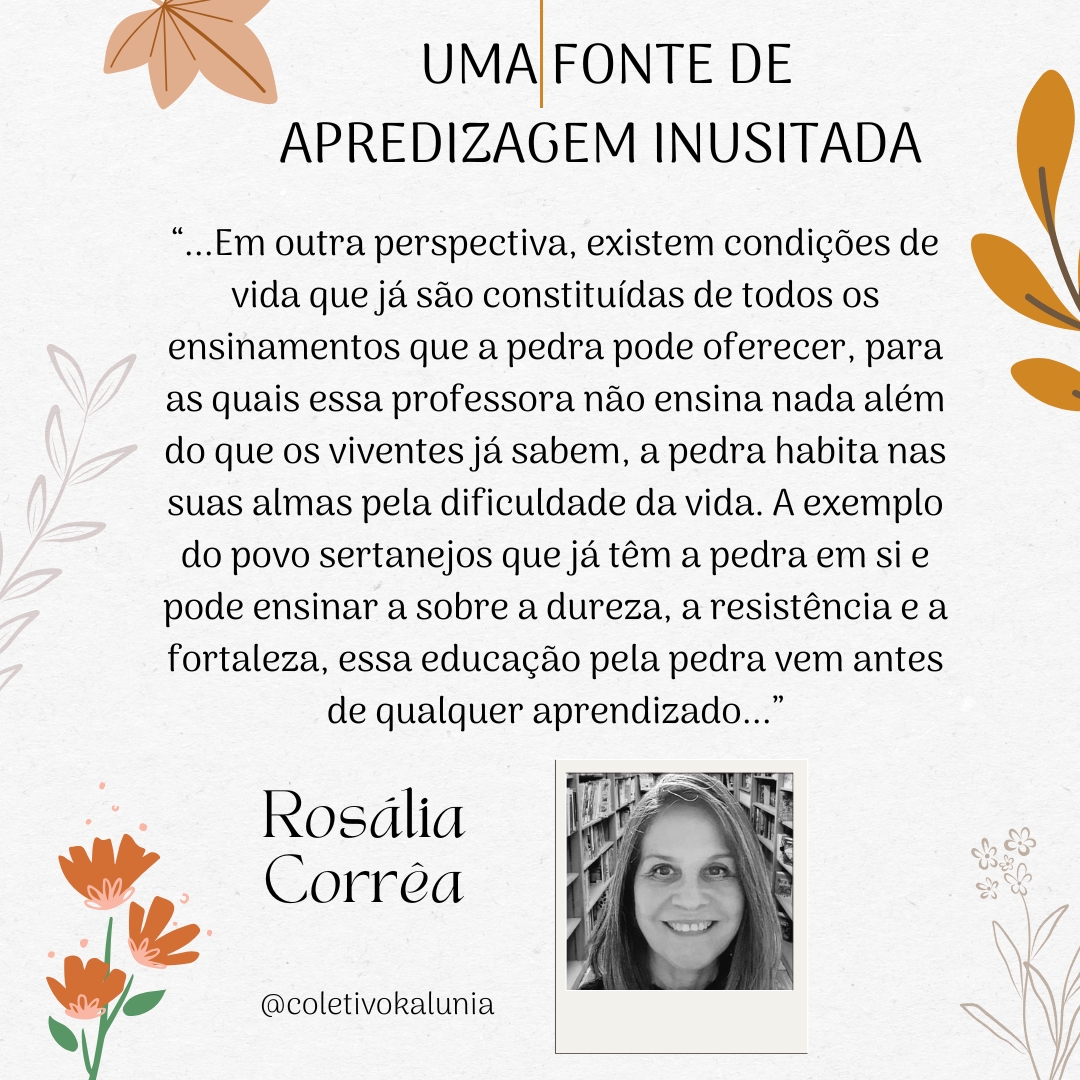 UMA FONTE DE
APREDIZAGEM INUSITADA
“...Em outra perspectiva, existem condições de
vida que já são constituídas de todos os
ensinamentos que a pedra pode oferecer, para
as quais essa professora não ensina nada além
do que os viventes já sabem, a pedra habita nas
suas almas pela dificuldade da vida. A exemplo
do povo sertanejos que já têm a pedra em si e
pode ensinar a sobre a dureza, a resistência e a
fortaleza, essa educação pela pedra vem antes
de qualquer aprendizado...”
Rosália
Corrêa
@coletivokalunia